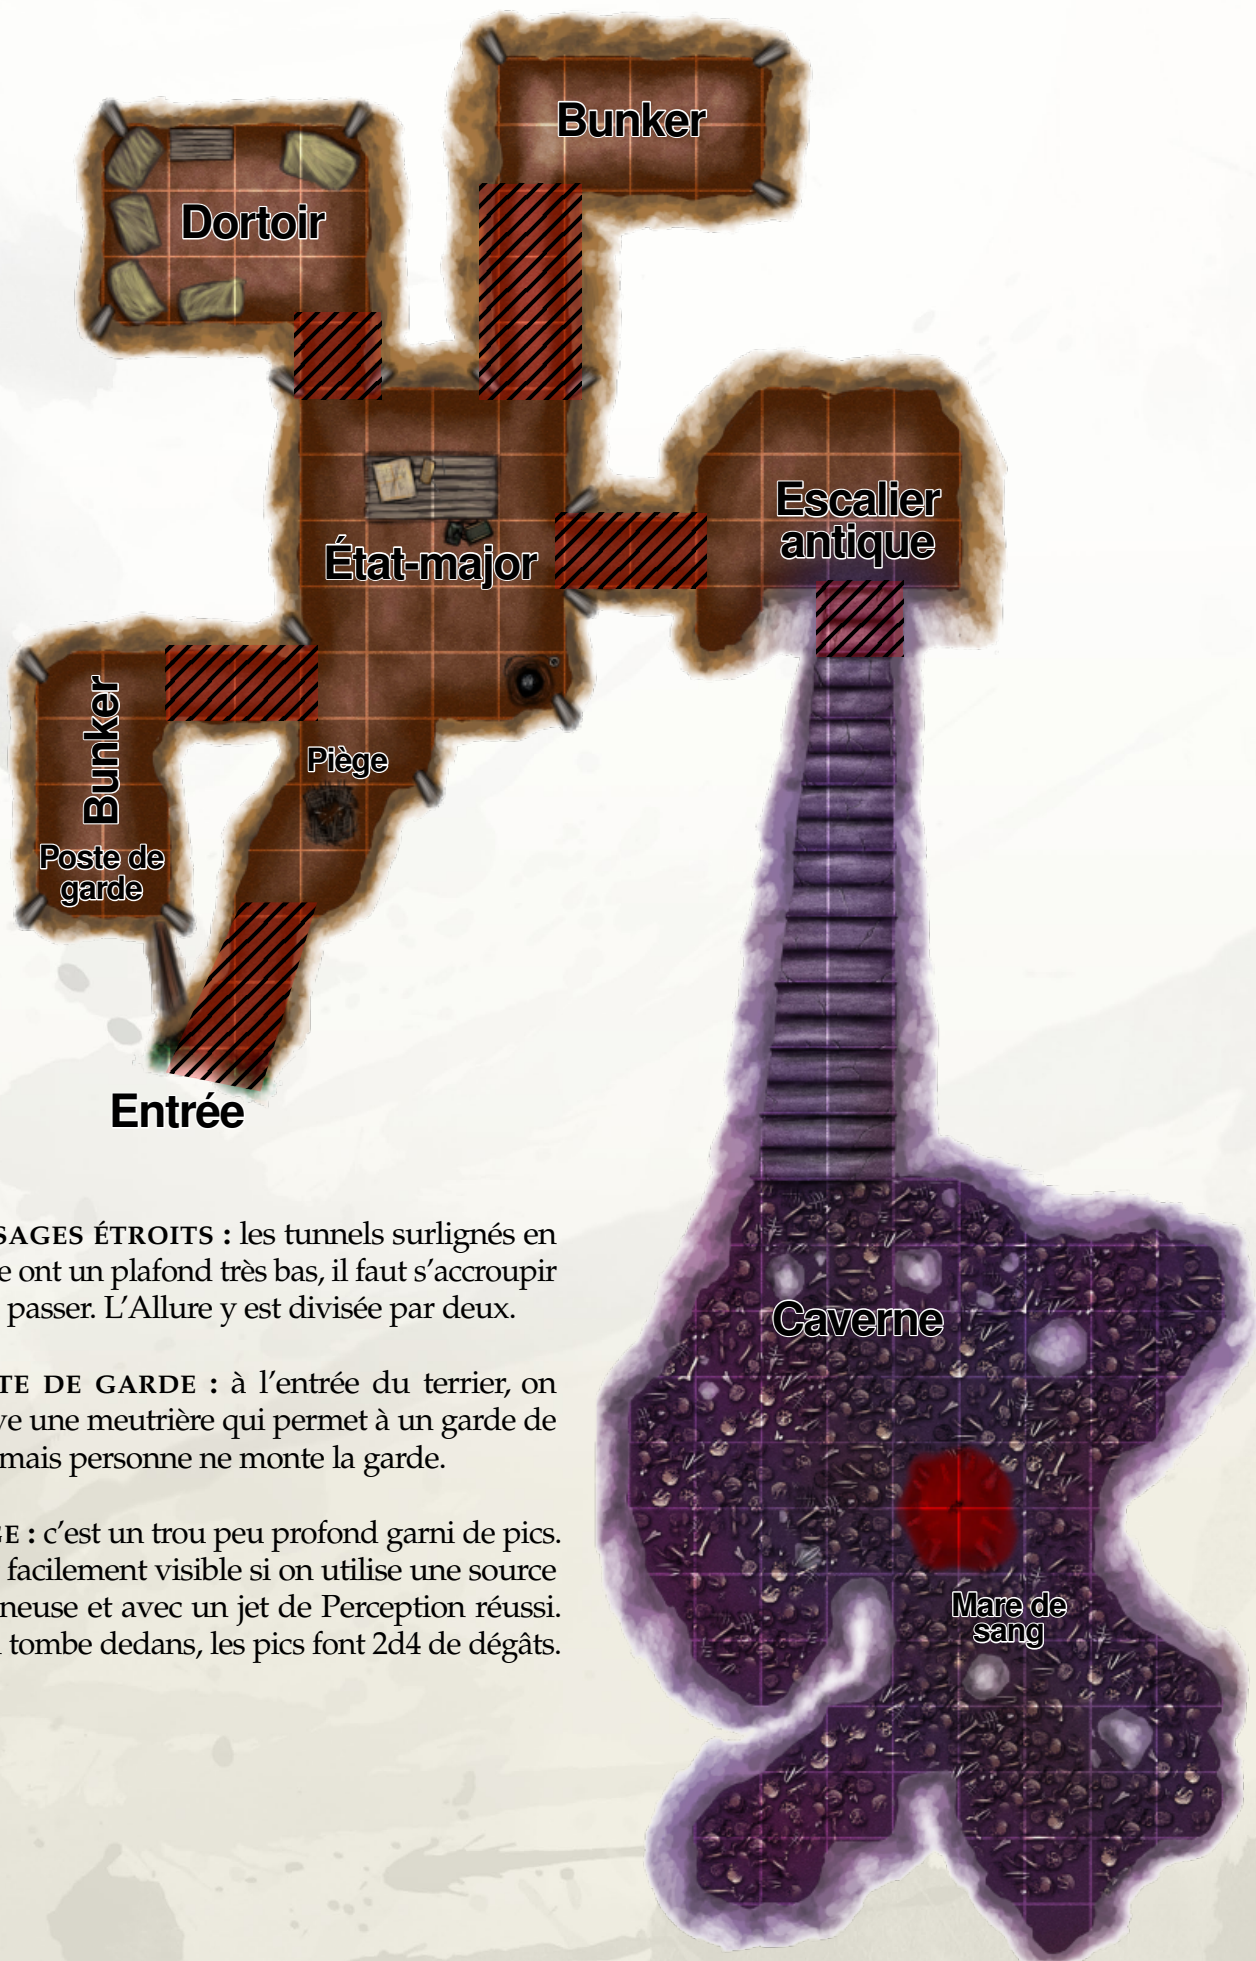 Bunker
Dortoir
Escalier
antique
État-major
Bunker
Piège
Poste de
garde
Entrée
SAGES ÉTROITS : les tunnels surlignés en
e ont un plafond très bas, il faut s’accroupir
passer. L’Allure y est divisée par deux.
Caverne
TE DE GARDE : à l’entrée du terrier, on
ve une meutrière qui permet à un garde de
mais personne ne monte la garde.
GE : c’est un trou peu profond garni de pics.
facilement visible si on utilise une source
neuse et avec un jet de Perception réussi.
tombe dedans, les pics font 2d4 de dégâts.
Mare de
sang